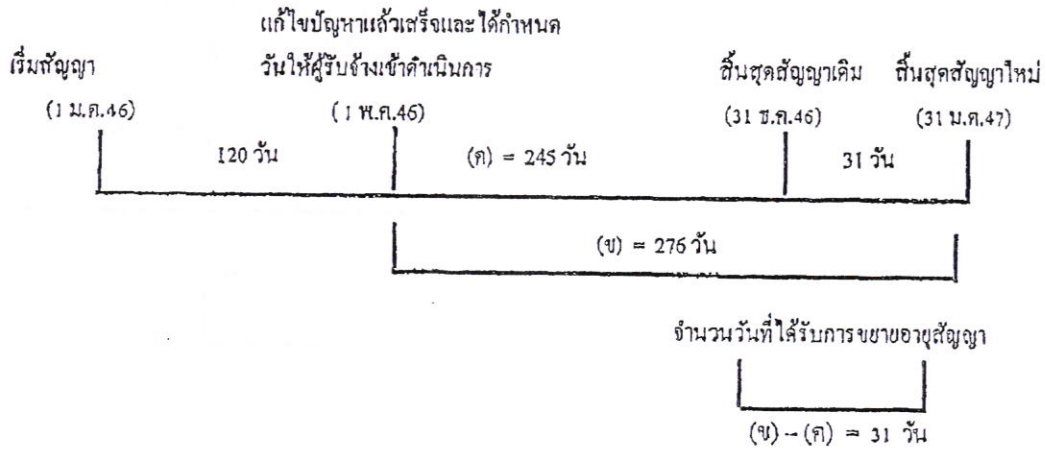 แก้ไขปัญหาแล้วเสร็จและได้กำหนด
เริ่มสัญญา วันให้ผู้รับจ้างเข้าดำเนินการ สิ้นสุดสัญญาเดิม สิ้นสุดสัญญาใหม่
(1 ม.ค.46) (1 พ.ค.46) (31 ธ.ค.46) (31 ม.ค.47)
120 วัน (ค) = 245 วัน 31 วัน
(ข) = 276 วัน
จำนวนวันที่ได้รับการขยายอายุสัญญา
(ข) – (ค) = 31 วัน